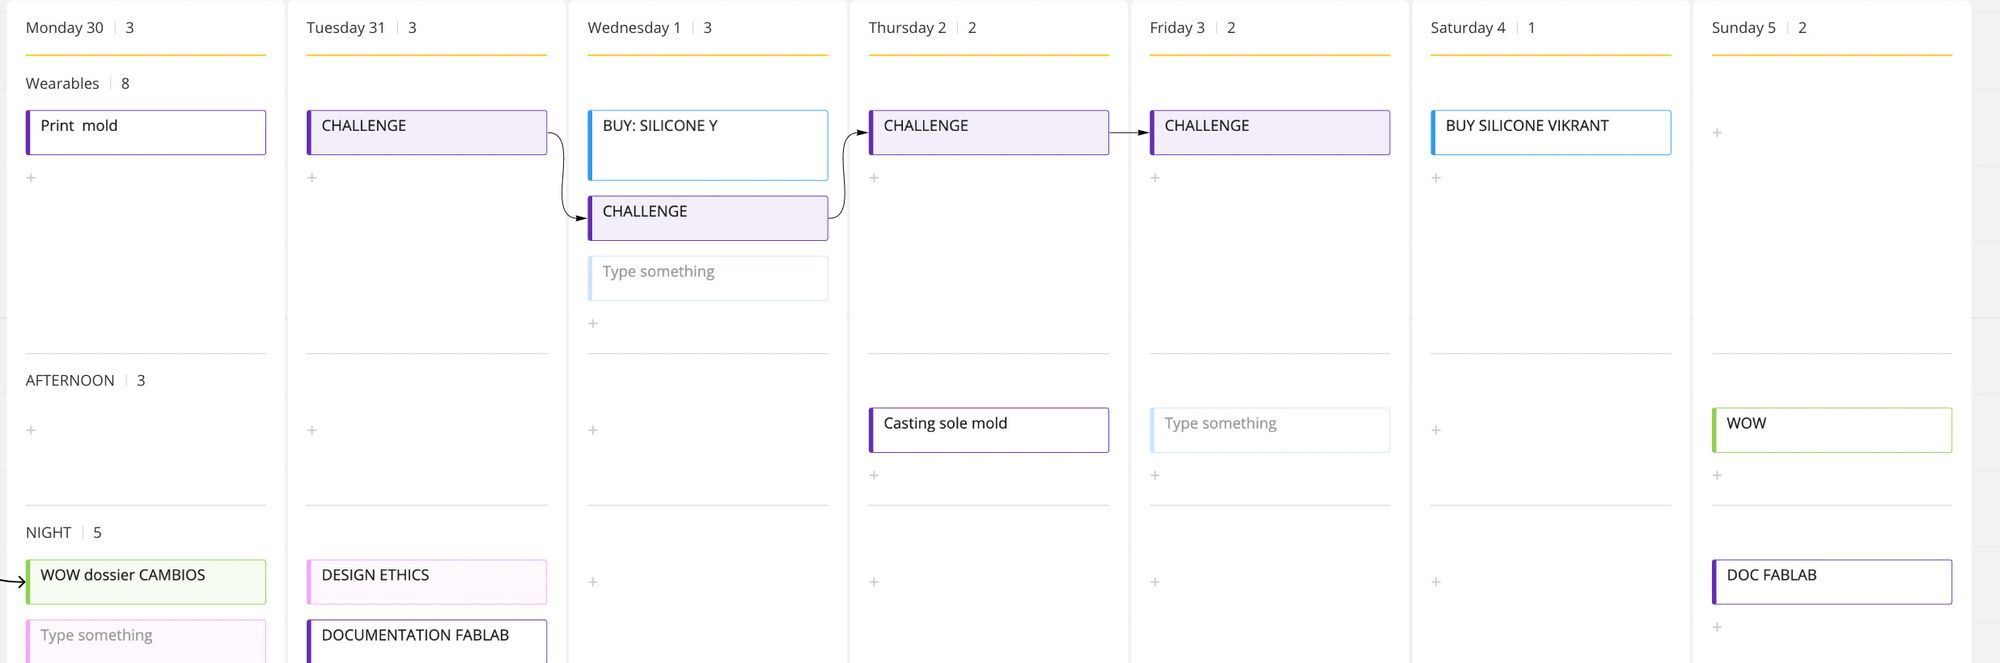 Monday 30 | 3
Tuesday 31 | 3
Wednesday 1 | 3
Thursday 2 | 2
Friday 3 | 2
Saturday 4 | 1
Sunday 5 | 2
Wearables | 8
Print mold
CHALLENGE
BUY: SILICONE Y
CHALLENGE
CHALLENGE
BUY SILICONE VIKRANT
CHALLENGE
Type something
AFTERNOON | 3
Casting sole mold
Type something
WOW
NIGHT | 5
WOW dossier CAMBIOS
DESIGN ETHICS
DOC FABLAB
Type something
DOCUMENTATION FABLAB